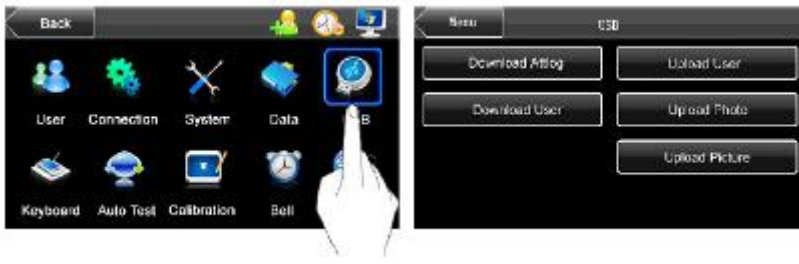 Back
User Connection System Data B
Keyboard Auto Test Calibration Bell
Menu USB
Download Attlog Upload User
Download User Upload Photo
Upload Picture